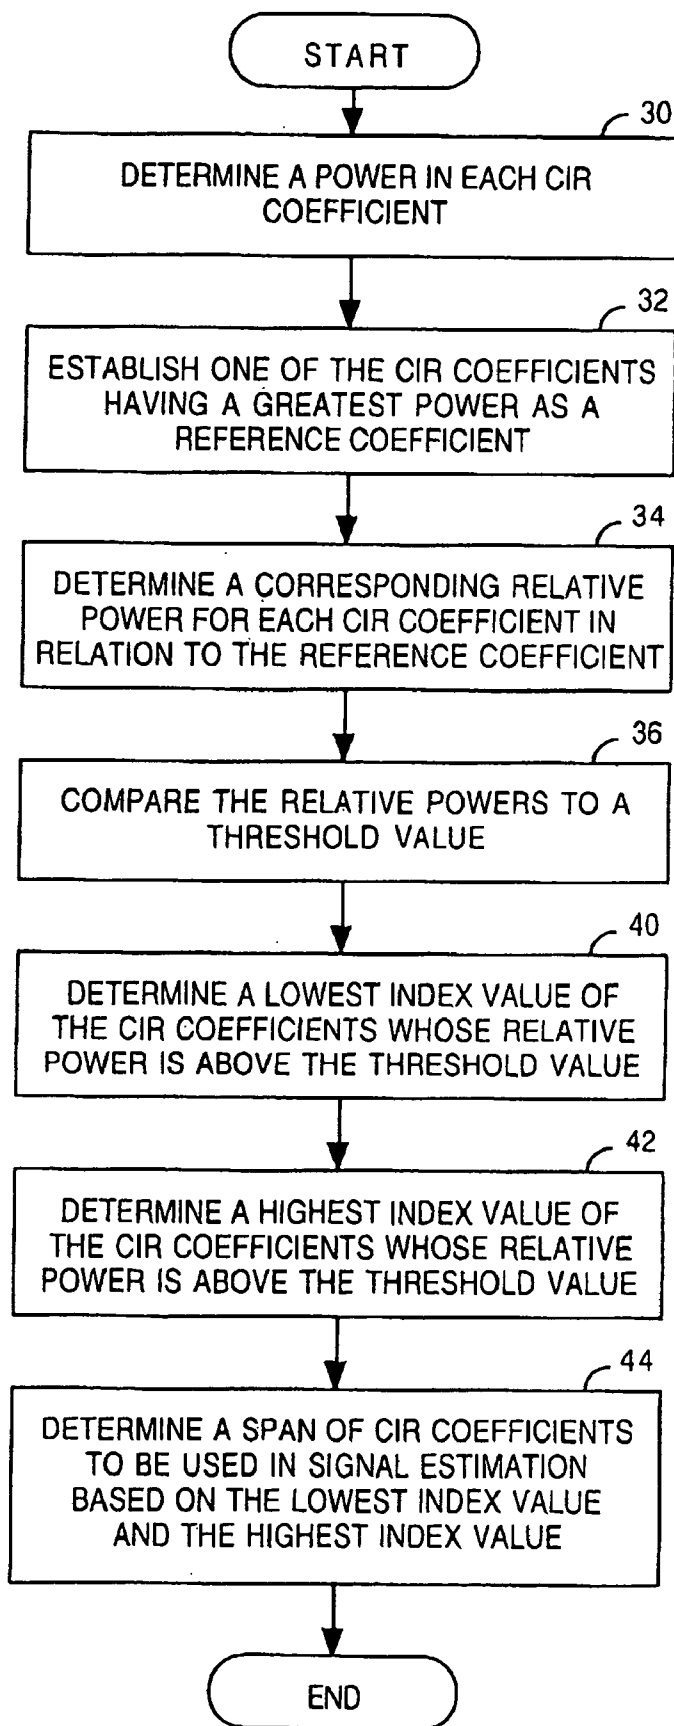 START
30
DETERMINE A POWER IN EACH CIR
COEFFICIENT
32
ESTABLISH ONE OF THE CIR COEFFICIENTS
HAVING A GREATEST POWER AS A
REFERENCE COEFFICIENT
34
DETERMINE A CORRESPONDING RELATIVE
POWER FOR EACH CIR COEFFICIENT IN
RELATION TO THE REFERENCE COEFFICIENT
36
COMPARE THE RELATIVE POWERS TO A
THRESHOLD VALUE
40
DETERMINE A LOWEST INDEX VALUE OF
THE CIR COEFFICIENTS WHOSE RELATIVE
POWER IS ABOVE THE THRESHOLD VALUE
42
DETERMINE A HIGHEST INDEX VALUE OF
THE CIR COEFFICIENTS WHOSE RELATIVE
POWER IS ABOVE THE THRESHOLD VALUE
44
DETERMINE A SPAN OF CIR COEFFICIENTS
TO BE USED IN SIGNAL ESTIMATION
BASED ON THE LOWEST INDEX VALUE
AND THE HIGHEST INDEX VALUE
END